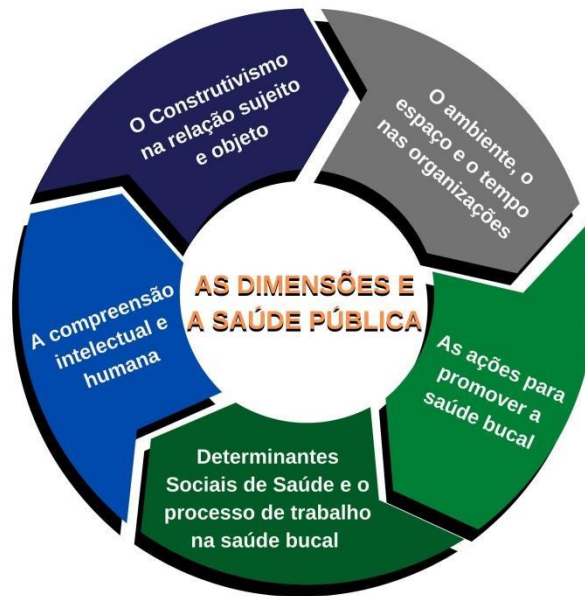 O Construtivismo
na relação sujeito
e objeto
O ambiente, o
espaço e o tempo
nas organizações
As ações para
promover a
saúde bucal
Determinantes
Sociais de Saúde e o
processo de trabalho
na saúde bucal
A compreensão
intelectual e
humana
AS DIMENSÕES E
A SAÚDE PÚBLICA